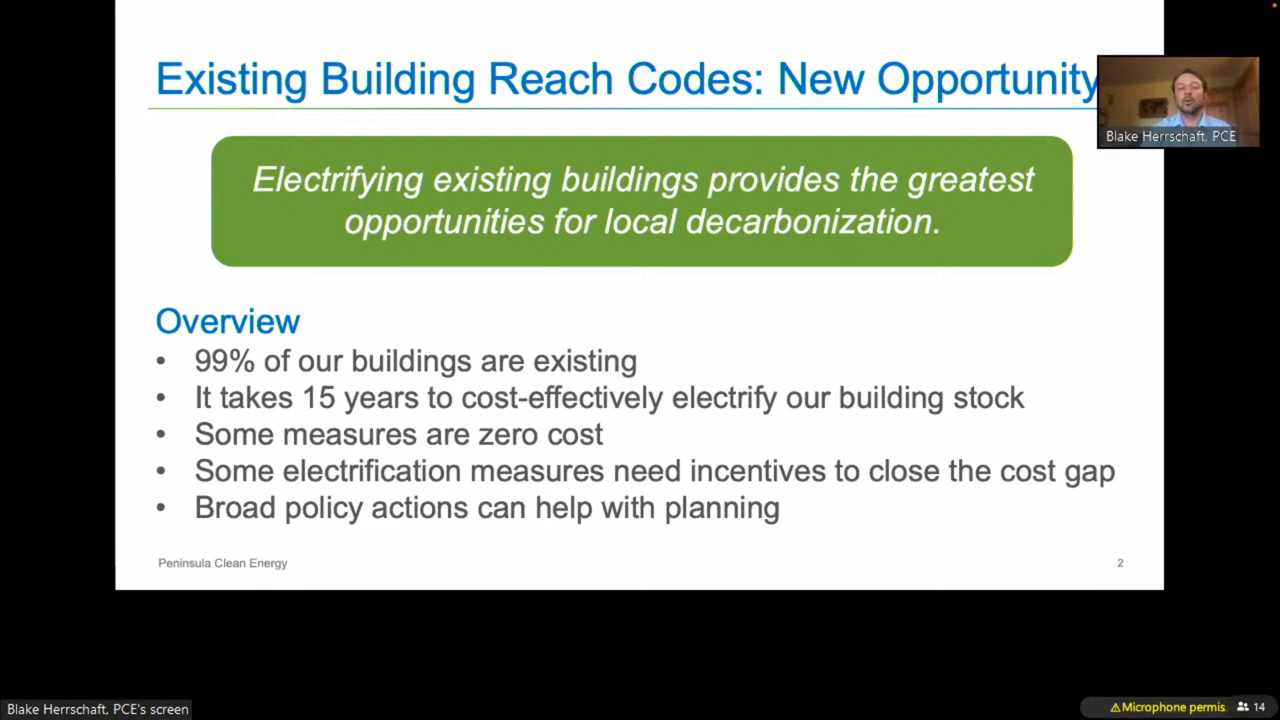 Existing Building Reach Codes: New Opportunity
Blake Herrschaft, PCE
Electrifying existing buildings provides the greatest
opportunities for local decarbonization.
Overview
• 99% of our buildings are existing
• It takes 15 years to cost-effectively electrify our building stock
• Some measures are zero cost
• Some electrification measures need incentives to close the cost gap
• Broad policy actions can help with planning
Peninsula Clean Energy
2
Blake Herrschaft, PCE's screen
Microphone permis
14